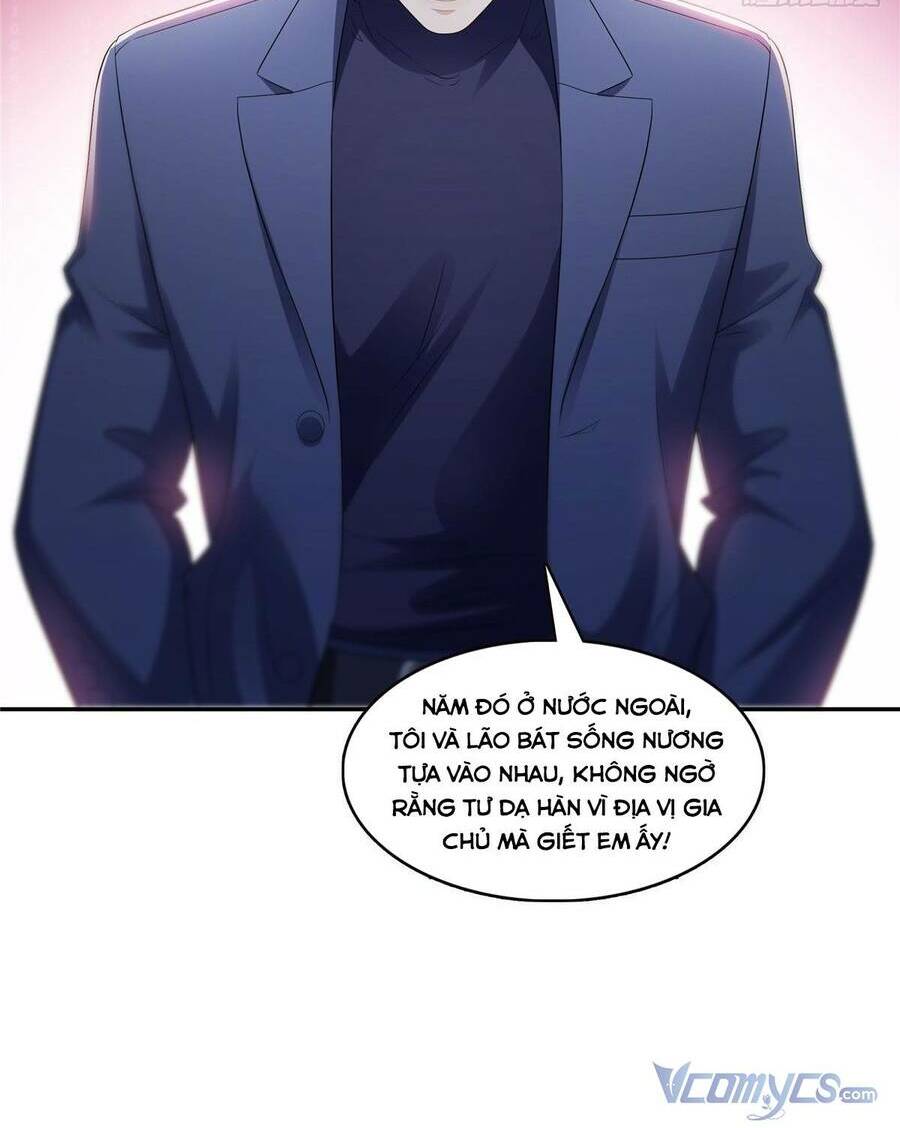 NĂM ĐÓ Ở NƯỚC NGOÀI,
TÔI VÀ LÃO BÁT SỐNG NƯƠNG
TỰA VÀO NHAU, KHÔNG NGỜ
RẰNG TƯ DẠ HÀN VÌ ĐỊA VỊ GIA
CHỦ MÀ GIẾT EM ẤY!
VCOMYCS.com